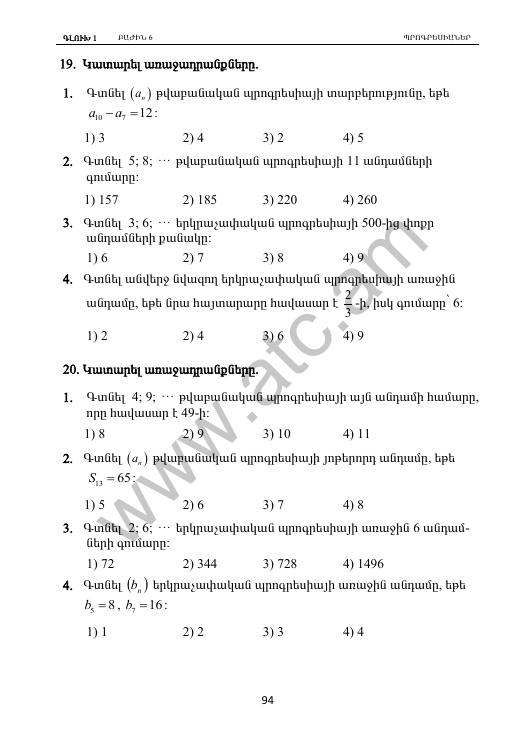 ԳԼՈՒԽ 1 ԲԱԺԻՆ 6 ՊՐՈԳՐԵՍԻԱՆԵՐ
19. Կատարել առաջադրանքները.
1. Գտնել (aₙ) թվաբանական պրոգրեսիայի տարբերությունը, եթե
a₁₀ − a₇ = 12:
1) 3 2) 4 3) 2 4) 5
2. Գտնել 5; 8; ⋯ թվաբանական պրոգրեսիայի 11 անդամների
գումարը:
1) 157 2) 185 3) 220 4) 260
3. Գտնել 3; 6; ⋯ երկրաչափական պրոգրեսիայի 500-ից փոքր
անդամների քանակը:
1) 6 2) 7 3) 8 4) 9
4. Գտնել անվերջ նվազող երկրաչափական պրոգրեսիայի առաջին
անդամը, եթե նրա հայտարարը հավասար է 2/3 -ի, իսկ գումարը՝ 6:
1) 2 2) 4 3) 6 4) 9
20. Կատարել առաջադրանքները.
1. Գտնել 4; 9; ⋯ թվաբանական պրոգրեսիայի այն անդամի համարը,
որը հավասար է 49-ի:
1) 8 2) 9 3) 10 4) 11
2. Գտնել (aₙ) թվաբանական պրոգրեսիայի յոթերորդ անդամը, եթե
S₁₃ = 65:
1) 5 2) 6 3) 7 4) 8
3. Գտնել 2; 6; ⋯ երկրաչափական պրոգրեսիայի առաջին 6 անդամ-
ների գումարը:
1) 72 2) 344 3) 728 4) 1496
4. Գտնել (bₙ) երկրաչափական պրոգրեսիայի առաջին անդամը, եթե
b₅ = 8 , b₇ = 16:
1) 1 2) 2 3) 3 4) 4
94
www.atc.am